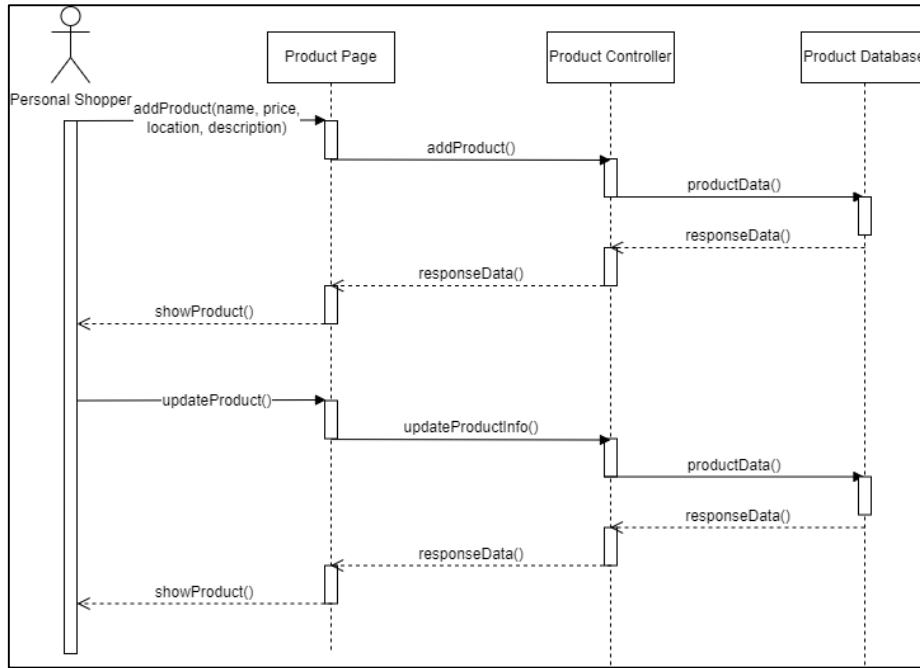 Product Page
Product Controller
Product Database
Personal Shopper
addProduct(name, price,
location, description)
addProduct()
productData()
responseData()
responseData()
showProduct()
updateProduct()
updateProductInfo()
productData()
responseData()
responseData()
showProduct()